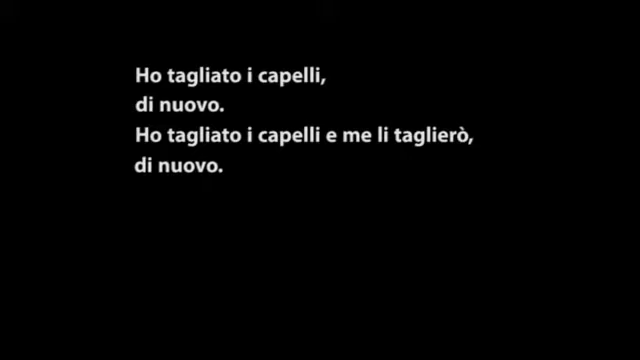 Ho tagliato i capelli,
di nuovo.
Ho tagliato i capelli e me li taglierò,
di nuovo.